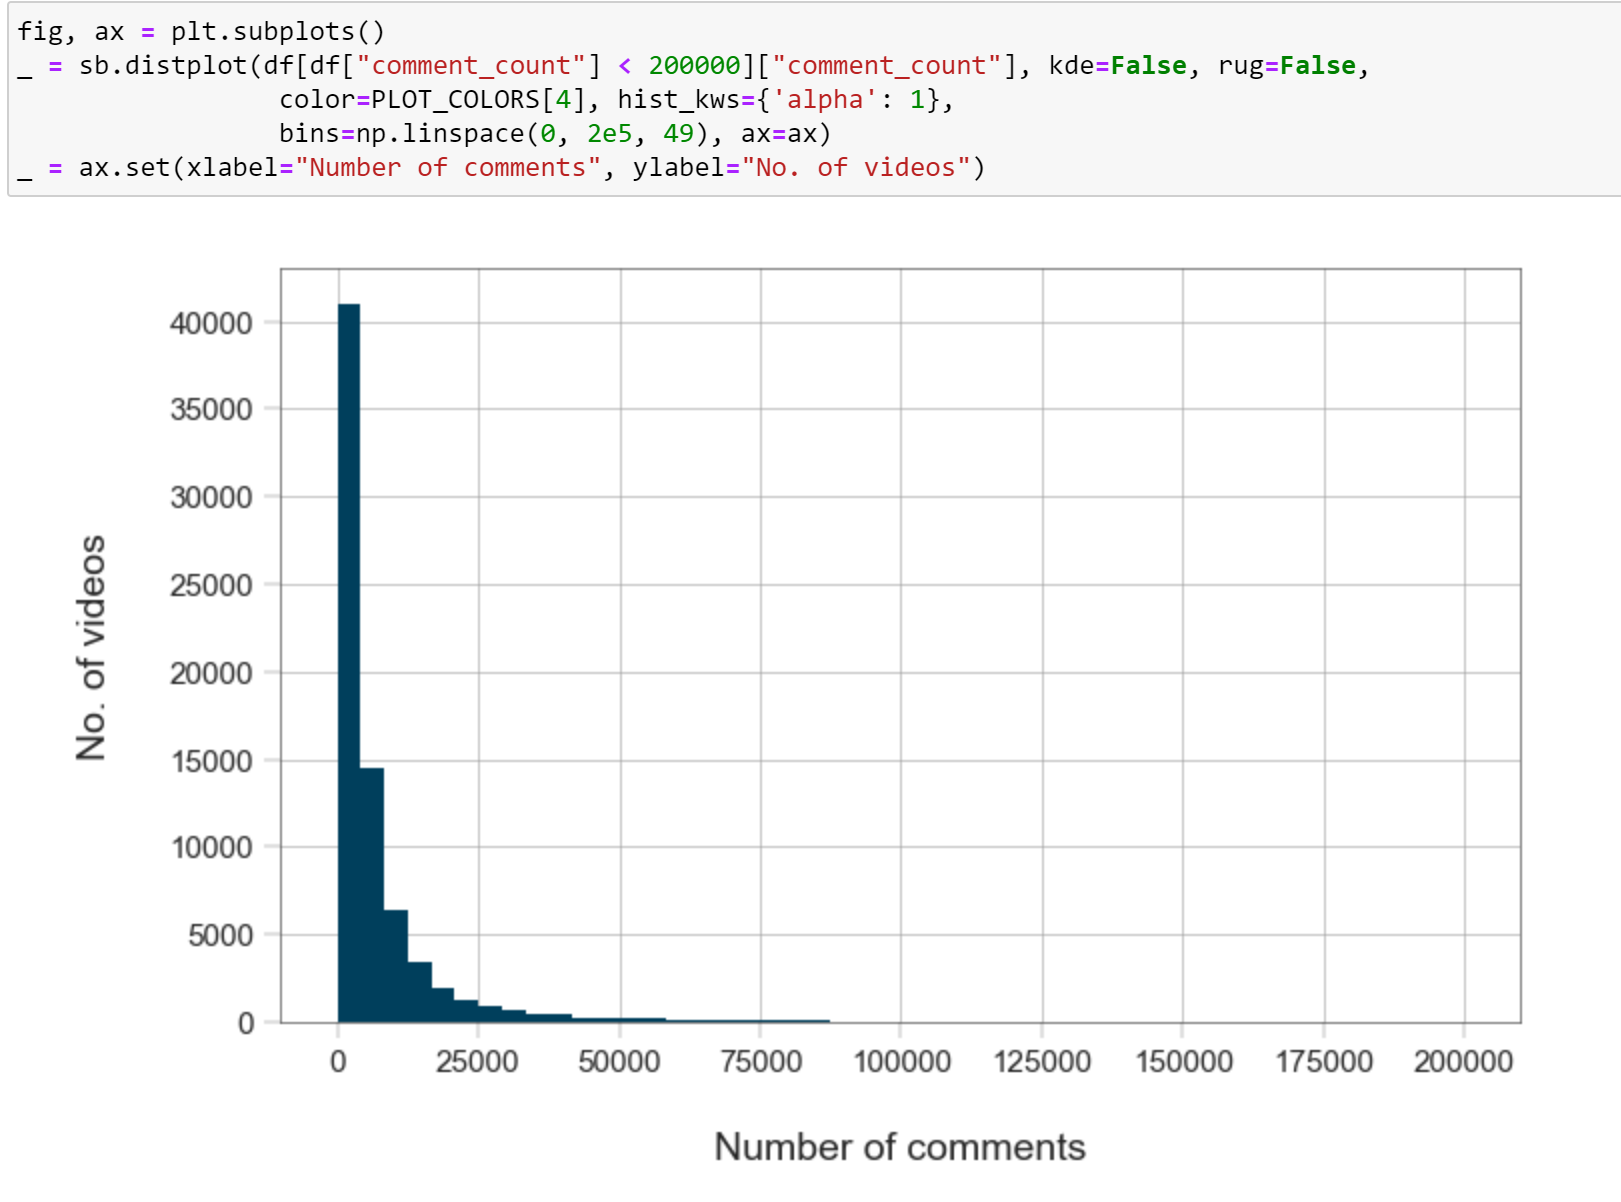 fig, ax = plt.subplots()
_ = sb.distplot(df[df["comment_count"] < 200000]["comment_count"], kde=False, rug=False,
                 color=PLOT_COLORS[4], hist_kws={'alpha': 1},
                 bins=np.linspace(0, 2e5, 49), ax=ax)
_ = ax.set(xlabel="Number of comments", ylabel="No. of videos")
40000
35000
30000
25000
20000
15000
10000
5000
0
No. of videos
0 25000 50000 75000 100000 125000 150000 175000 200000
Number of comments